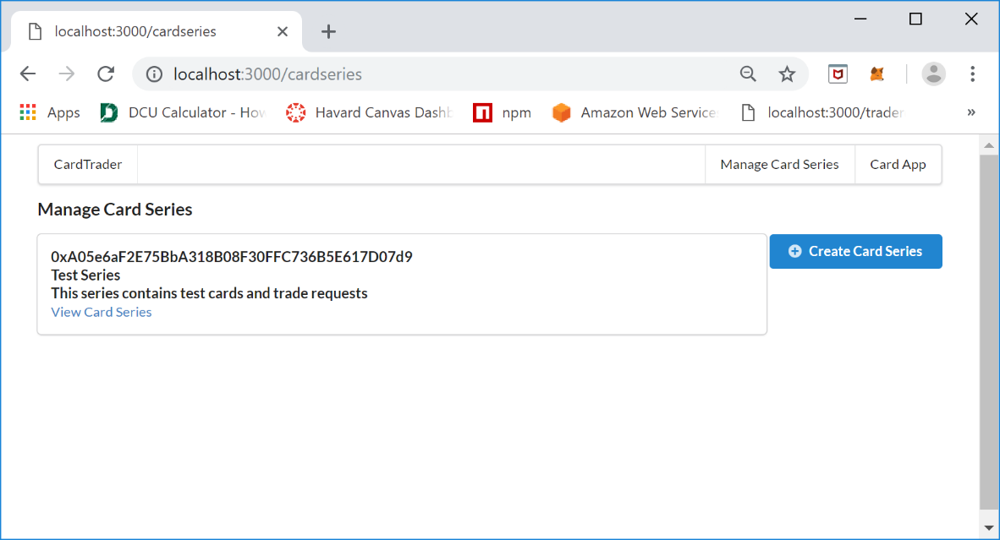 localhost:3000/cardseries
localhost:3000/cardseries
Apps DCU Calculator - How Havard Canvas Dashb npm Amazon Web Service localhost:3000/trader »
CardTrader Manage Card Series Card App
Manage Card Series
0xA05e6aF2E75BbA318B08F30FFC736B5E617D07d9 Create Card Series
Test Series
This series contains test cards and trade requests
View Card Series